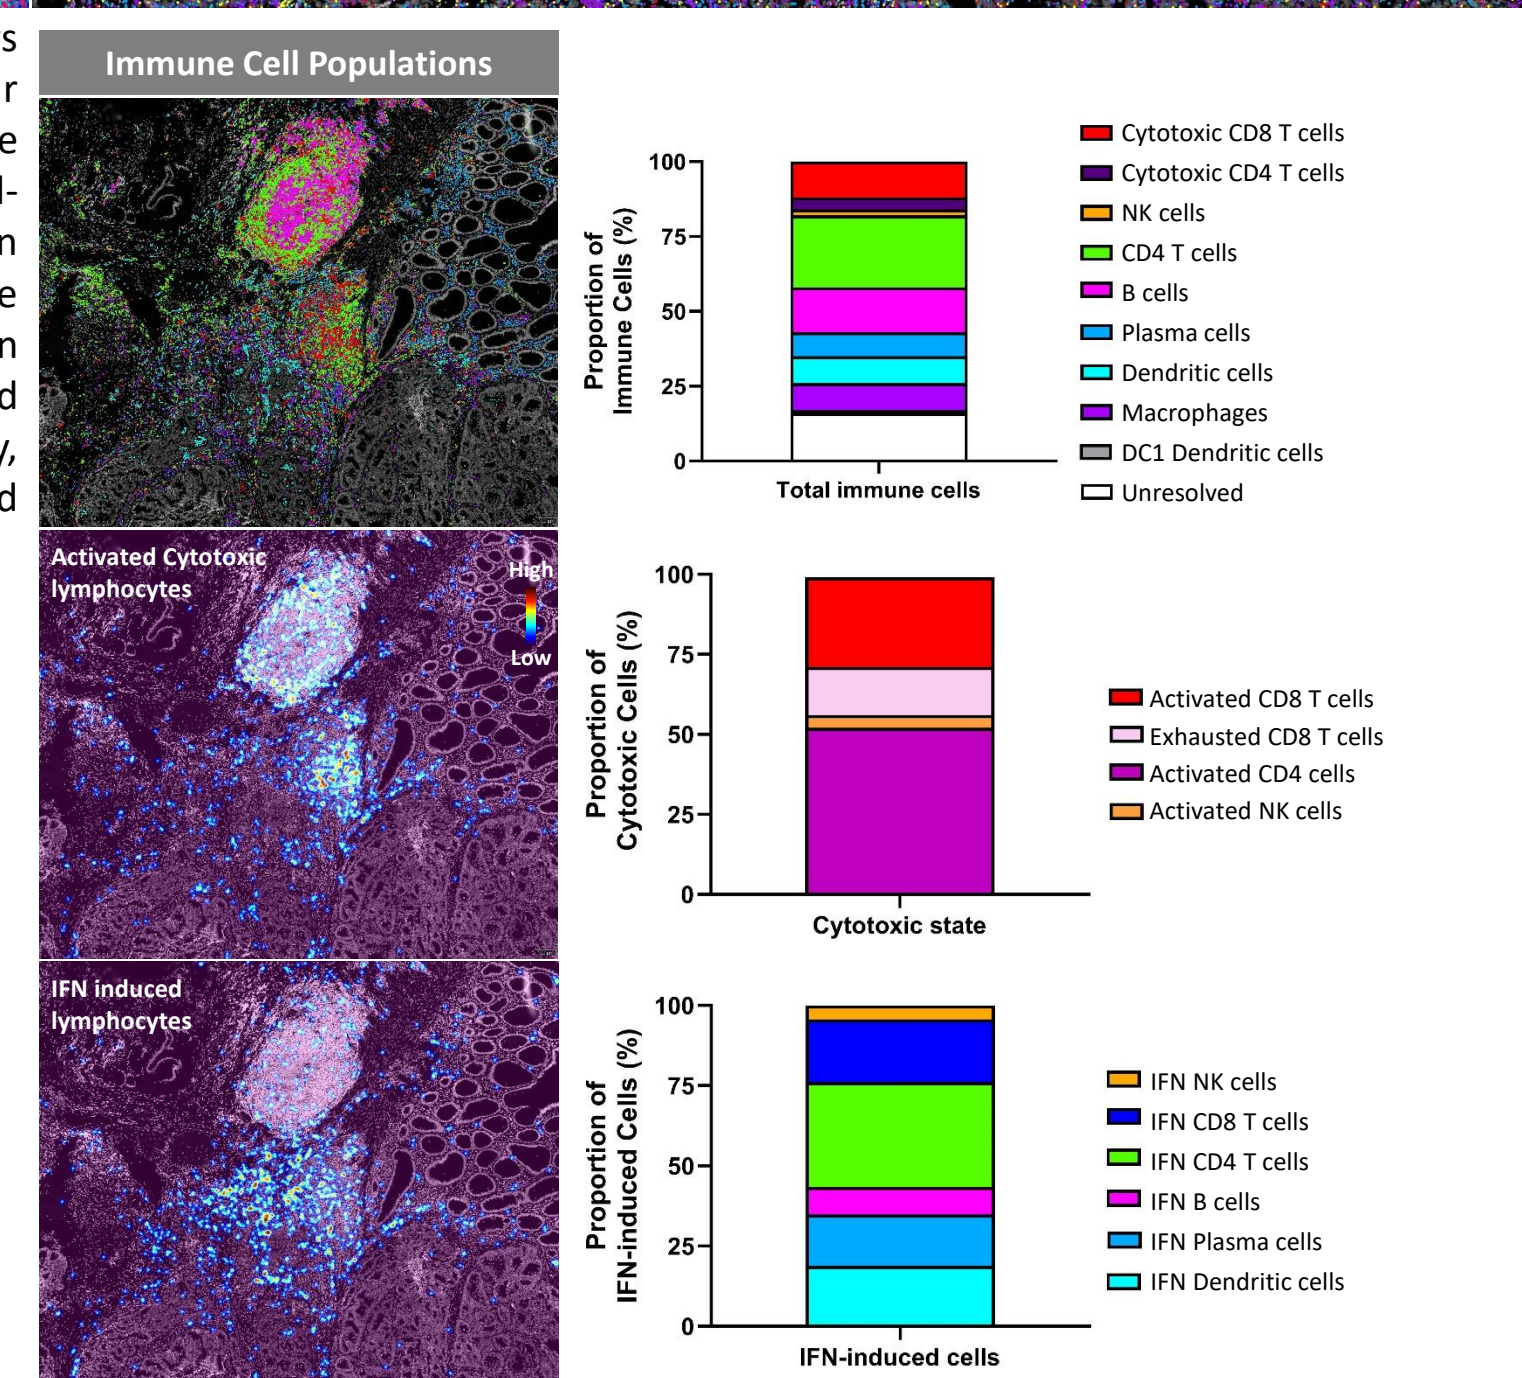 s
r
e
l-
n
e
n
d
y,
d
Immune Cell Populations
100
75
50
25
0
Proportion of
Immune Cells (%)
Total immune cells
Cytotoxic CD8 T cells
Cytotoxic CD4 T cells
NK cells
CD4 T cells
B cells
Plasma cells
Dendritic cells
Macrophages
DC1 Dendritic cells
Unresolved
Activated Cytotoxic
lymphocytes
High
Low
100
75
50
25
0
Proportion of
Cytotoxic Cells (%)
Cytotoxic state
Activated CD8 T cells
Exhausted CD8 T cells
Activated CD4 cells
Activated NK cells
IFN induced
lymphocytes
100
75
50
25
0
Proportion of
IFN-induced Cells (%)
IFN-induced cells
IFN NK cells
IFN CD8 T cells
IFN CD4 T cells
IFN B cells
IFN Plasma cells
IFN Dendritic cells